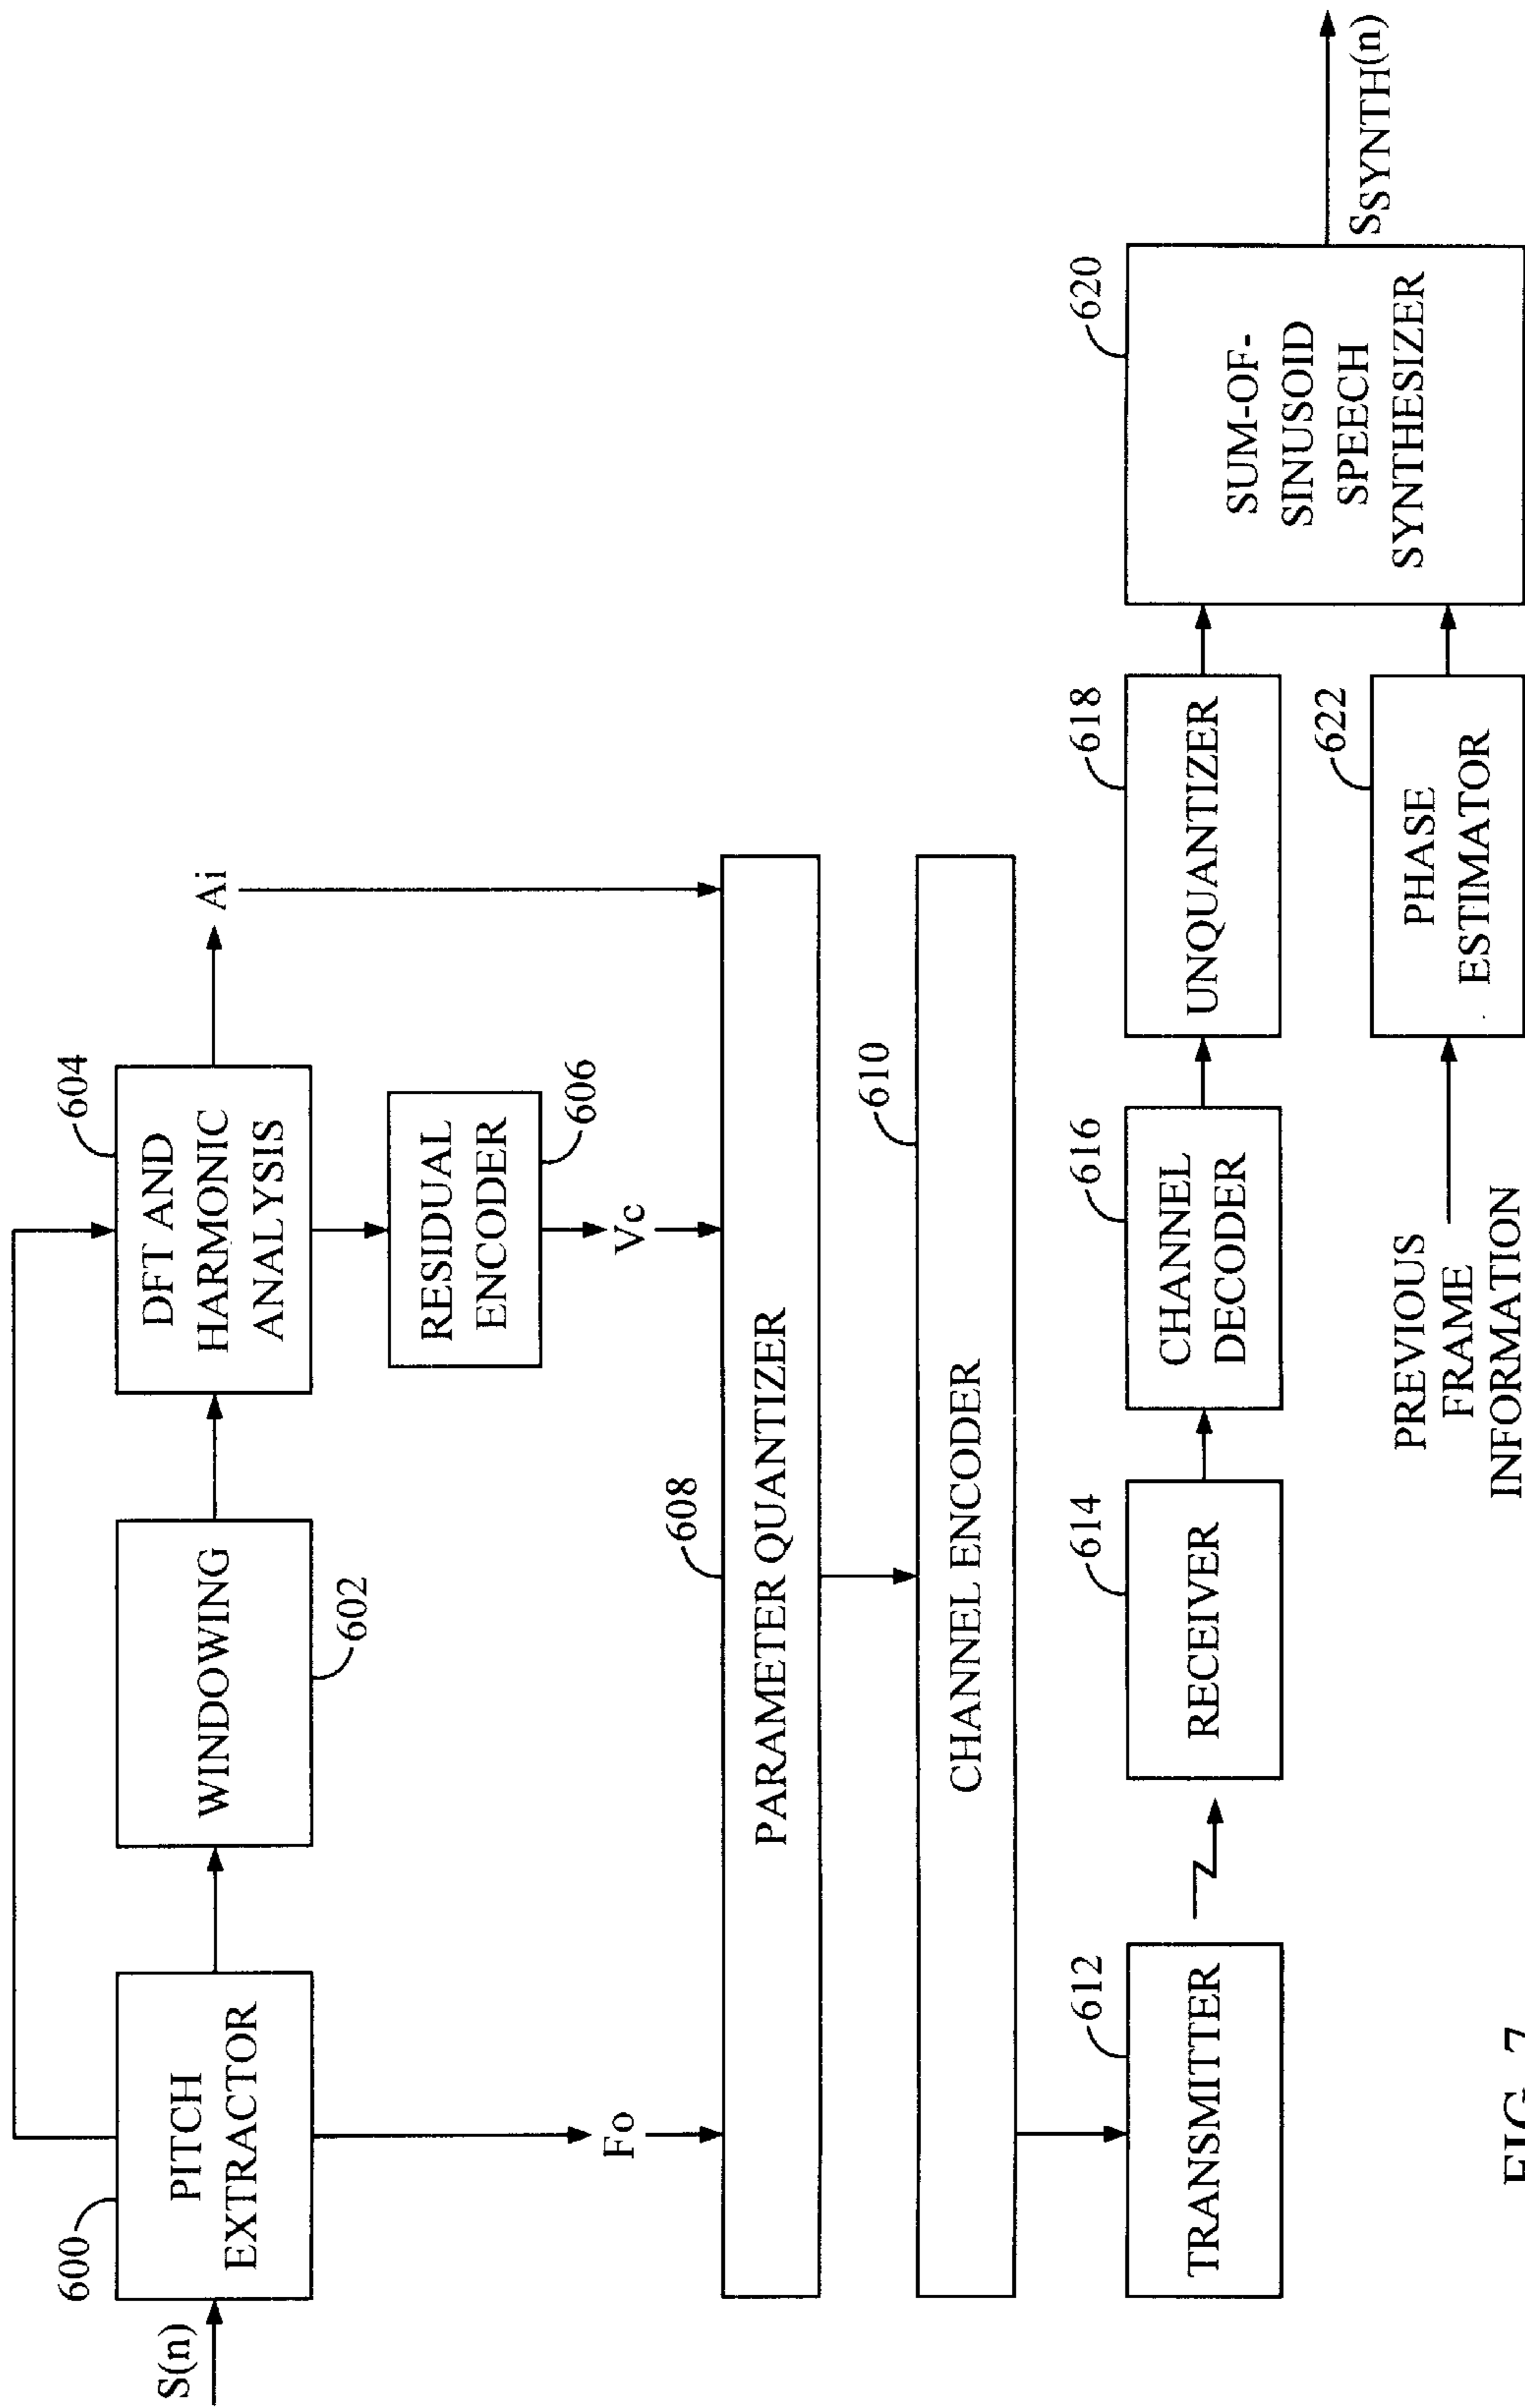 S(n)
600
PITCH
EXTRACTOR
WINDOWING
602
DFT AND
HARMONIC
ANALYSIS
604
Ai
RESIDUAL
ENCODER
606
Fo
Vc
608
PARAMETER QUANTIZER
CHANNEL ENCODER
610
TRANSMITTER
612
RECEIVER
614
CHANNEL
DECODER
616
UNQUANTIZER
618
SUM-OF-
SINUSOID
SPEECH
SYNTHESIZER
620
SSYNTH(n)
PREVIOUS
FRAME
INFORMATION
PHASE
ESTIMATOR
622
FIG. 7